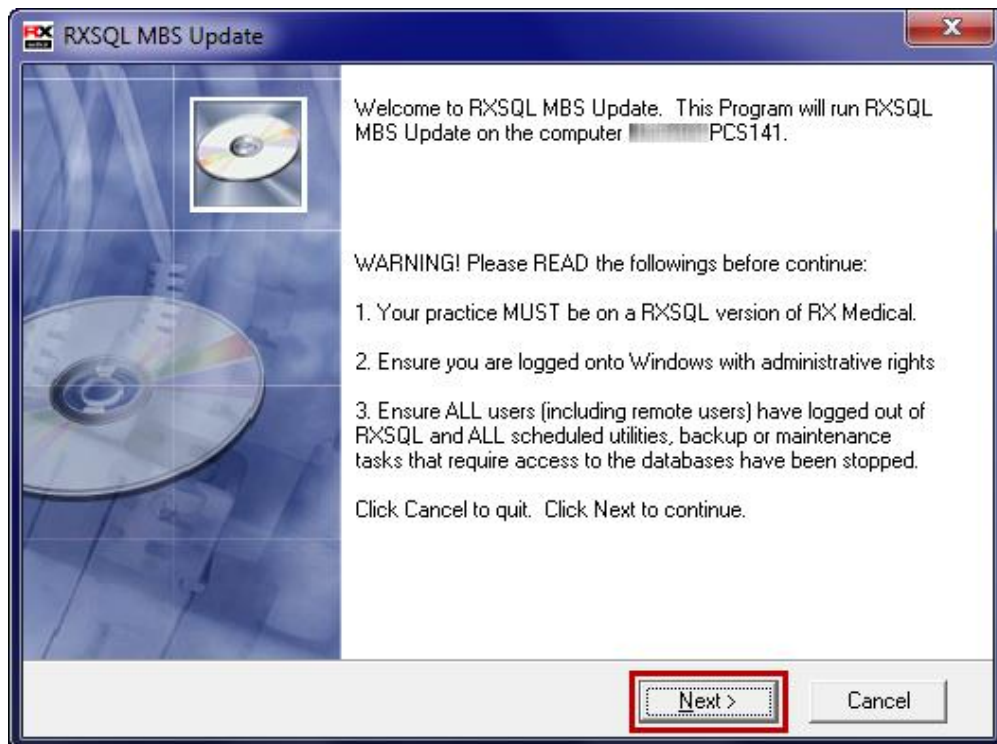 RX
RXSQL MBS Update
X
Welcome to RXSQL MBS Update.  This Program will run RXSQL
MBS Update on the computer PCS141.
WARNING! Please READ the followings before continue:
1. Your practice MUST be on a RXSQL version of RX Medical.
2. Ensure you are logged onto Windows with administrative rights
3. Ensure ALL users (including remote users) have logged out of
RXSQL and ALL scheduled utilities, backup or maintenance
tasks that require access to the databases have been stopped.
Click Cancel to quit.  Click Next to continue.
Next >
Cancel